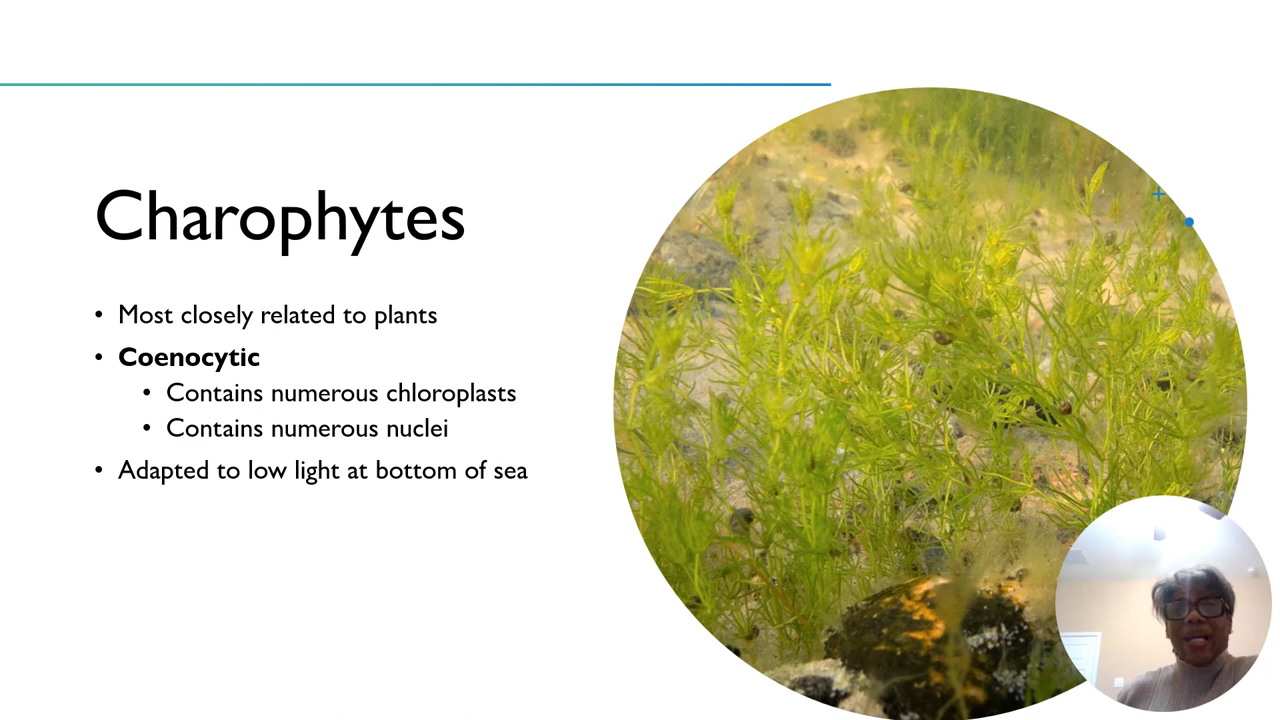 Charophytes
• Most closely related to plants
• Coenocytic
• Contains numerous chloroplasts
• Contains numerous nuclei
• Adapted to low light at bottom of sea